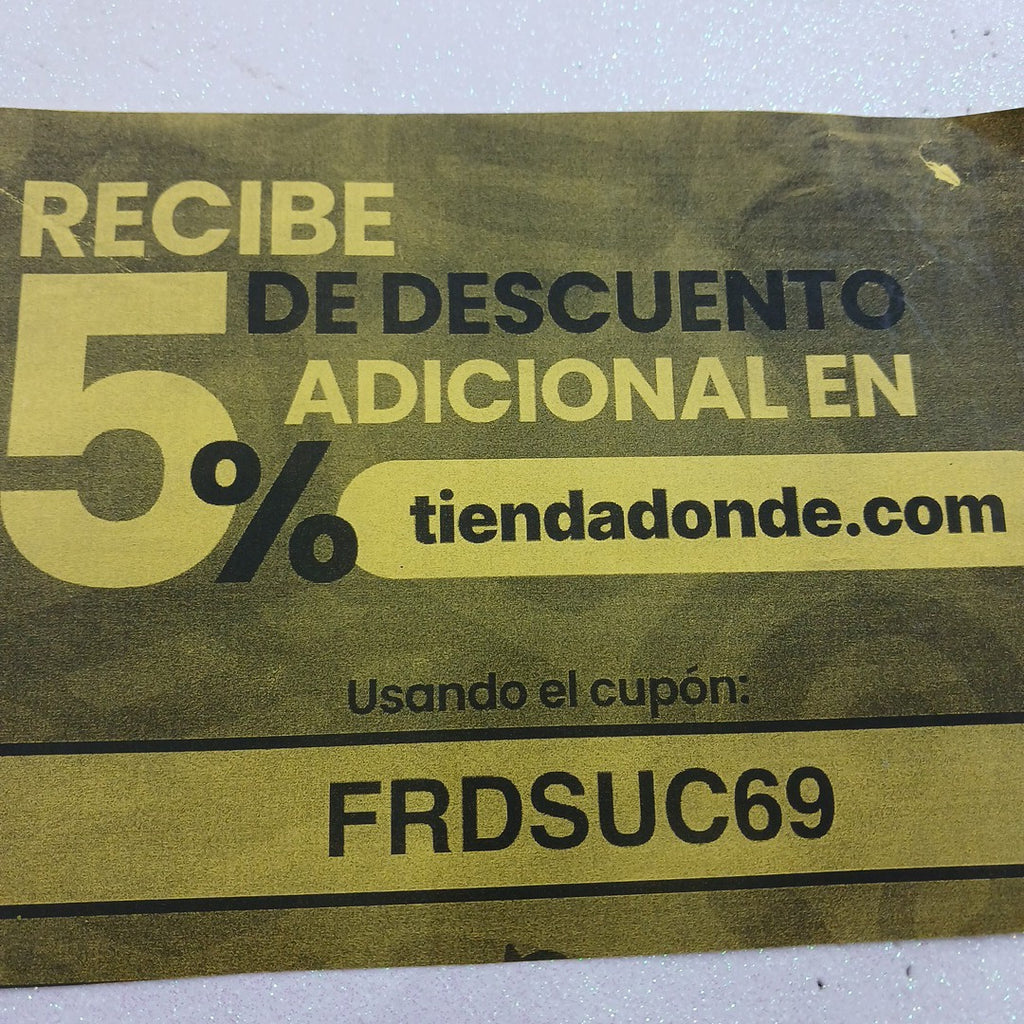 RECIBE
5% DE DESCUENTO
ADICIONAL EN
tiendadonde.com
Usando el cupón:
FRDSUC69